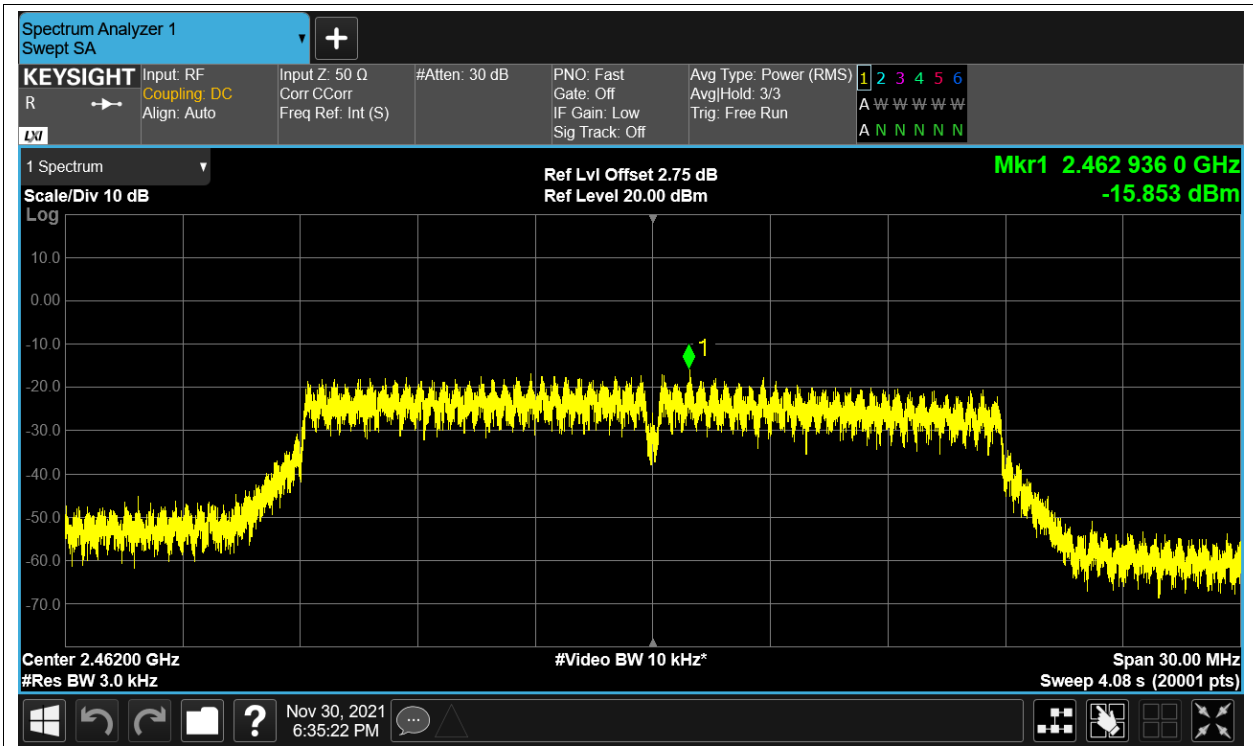 Spectrum Analyzer 1
Swept SA
KEYSIGHT
R
LXI
Input: RF
Coupling: DC
Align: Auto
Input Z: 50 Ω
Corr CCorr
Freq Ref: Int (S)
#Atten: 30 dB
PNO: Fast
Gate: Off
IF Gain: Low
Sig Track: Off
Avg Type: Power (RMS)
Avg|Hold: 3/3
Trig: Free Run
1 2 3 4 5 6
A W W W W W
A N N N N N
1 Spectrum
Scale/Div 10 dB
Log
Ref Lvl Offset 2.75 dB
Ref Level 20.00 dBm
Mkr1 2.462 936 0 GHz
-15.853 dBm
10.0
0.00
-10.0
-20.0
-30.0
-40.0
-50.0
-60.0
-70.0
1
Center 2.46200 GHz
#Res BW 3.0 kHz
#Video BW 10 kHz*
Span 30.00 MHz
Sweep 4.08 s (20001 pts)
?
Nov 30, 2021
6:35:22 PM